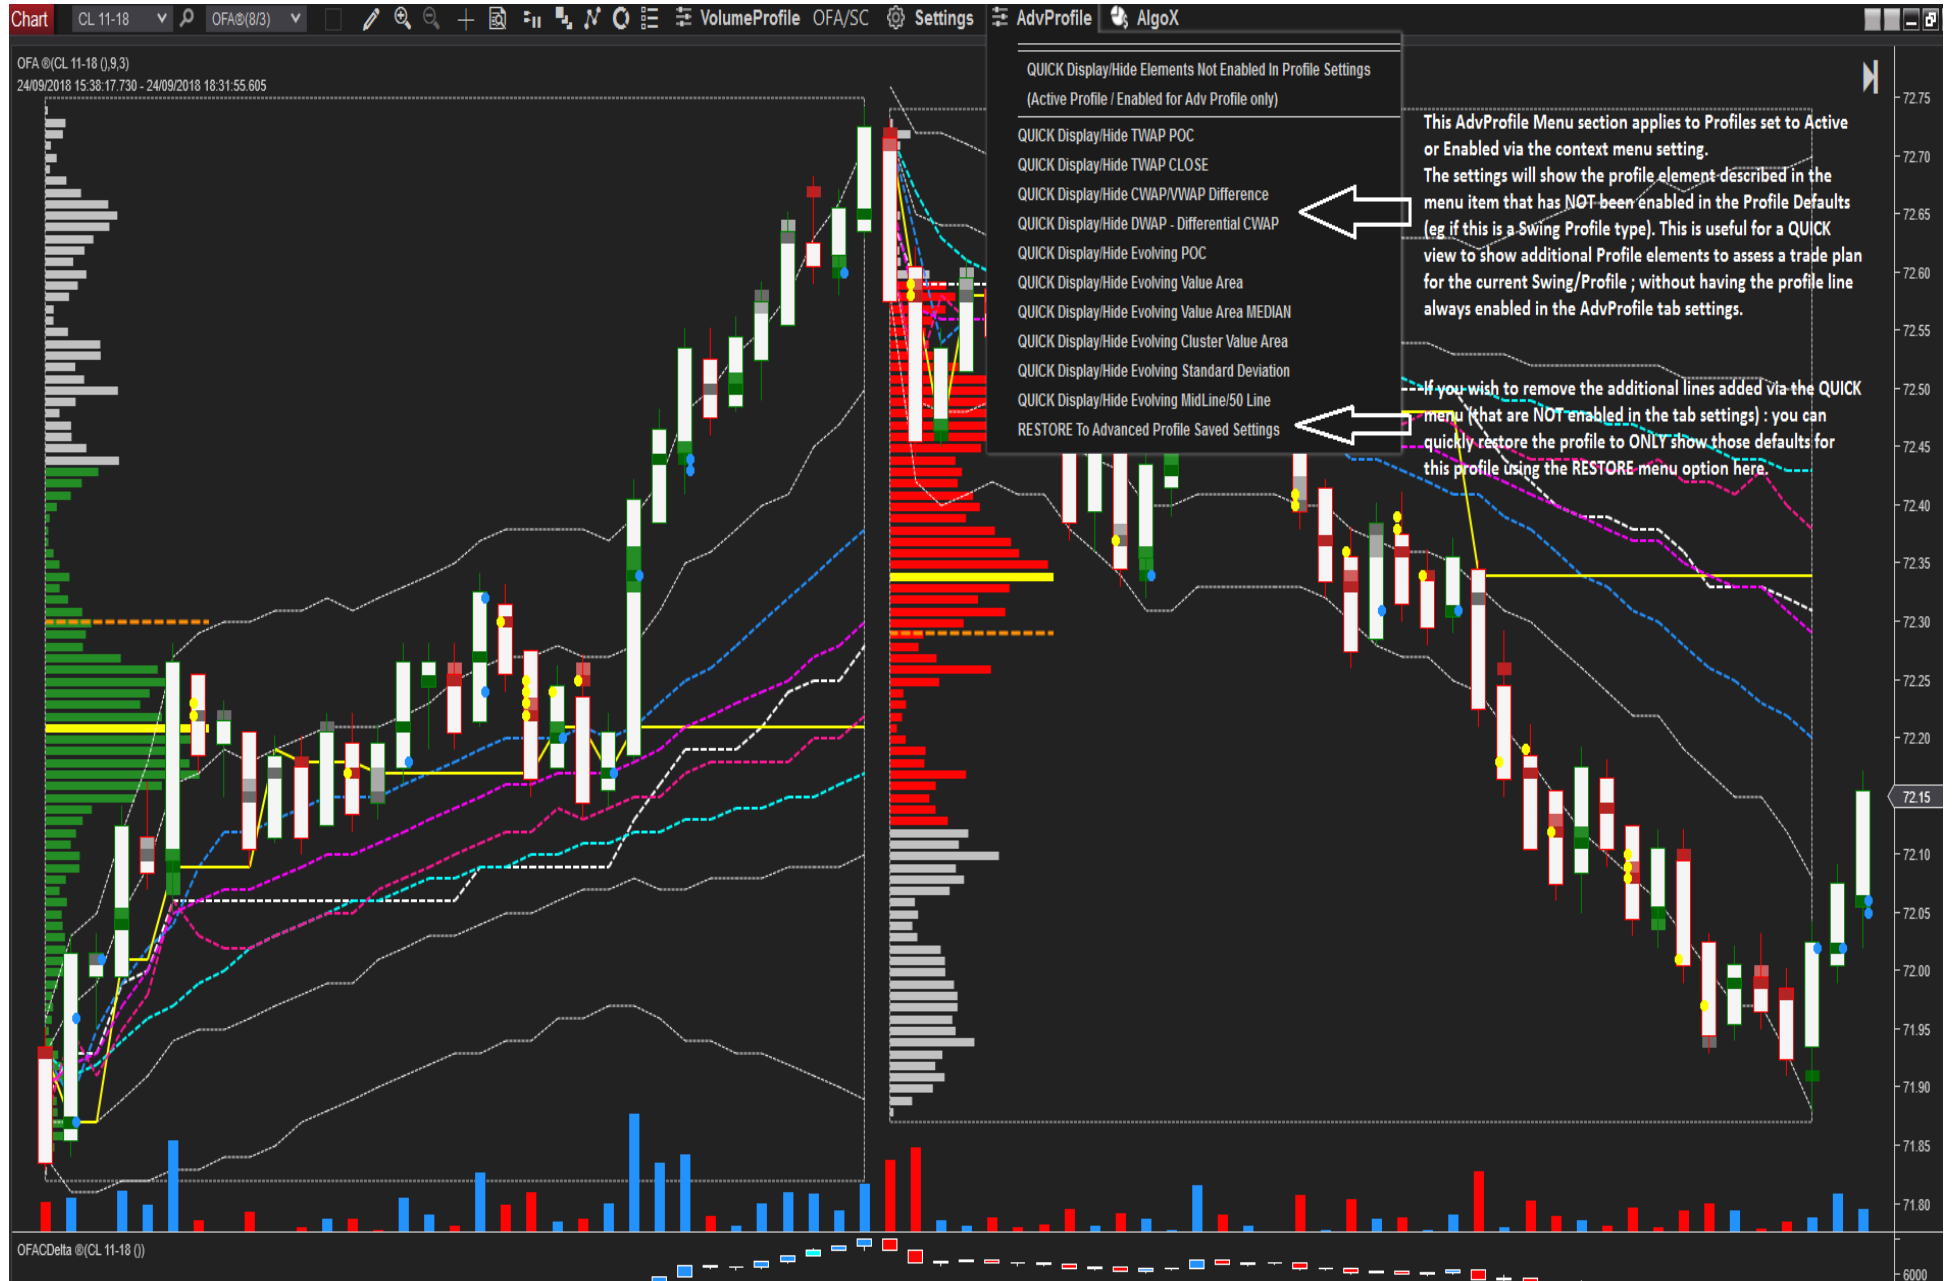 Chart CL 11-18 OFA®(8/3) VolumeProfile OFA/SC Settings AdvProfile AlgoX
OFA ®(CL 11-18 (),9,3)
24/09/2018 15:38:17.730 - 24/09/2018 18:31:55.605
QUICK Display/Hide Elements Not Enabled In Profile Settings
(Active Profile / Enabled for Adv Profile only)
QUICK Display/Hide TWAP POC
QUICK Display/Hide TWAP CLOSE
QUICK Display/Hide CWAP/VWAP Difference
QUICK Display/Hide DWAP - Differential CWAP
QUICK Display/Hide Evolving POC
QUICK Display/Hide Evolving Value Area
QUICK Display/Hide Evolving Value Area MEDIAN
QUICK Display/Hide Evolving Cluster Value Area
QUICK Display/Hide Evolving Standard Deviation
QUICK Display/Hide Evolving MidLine/50 Line
RESTORE To Advanced Profile Saved Settings
This AdvProfile Menu section applies to Profiles set to Active
or Enabled via the context menu setting.
The settings will show the profile element described in the
menu item that has NOT been enabled in the Profile Defaults
(eg if this is a Swing Profile type). This is useful for a QUICK
view to show additional Profile elements to assess a trade plan
for the current Swing/Profile ; without having the profile line
always enabled in the AdvProfile tab settings.
If you wish to remove the additional lines added via the QUICK
menu (that are NOT enabled in the tab settings) : you can
quickly restore the profile to ONLY show those defaults for
this profile using the RESTORE menu option here.
72.75
72.70
72.65
72.60
72.55
72.50
72.45
72.40
72.35
72.30
72.25
72.20
72.15
72.10
72.05
72.00
71.95
71.90
71.85
71.80
OFACDelta ®(CL 11-18 ())
6000